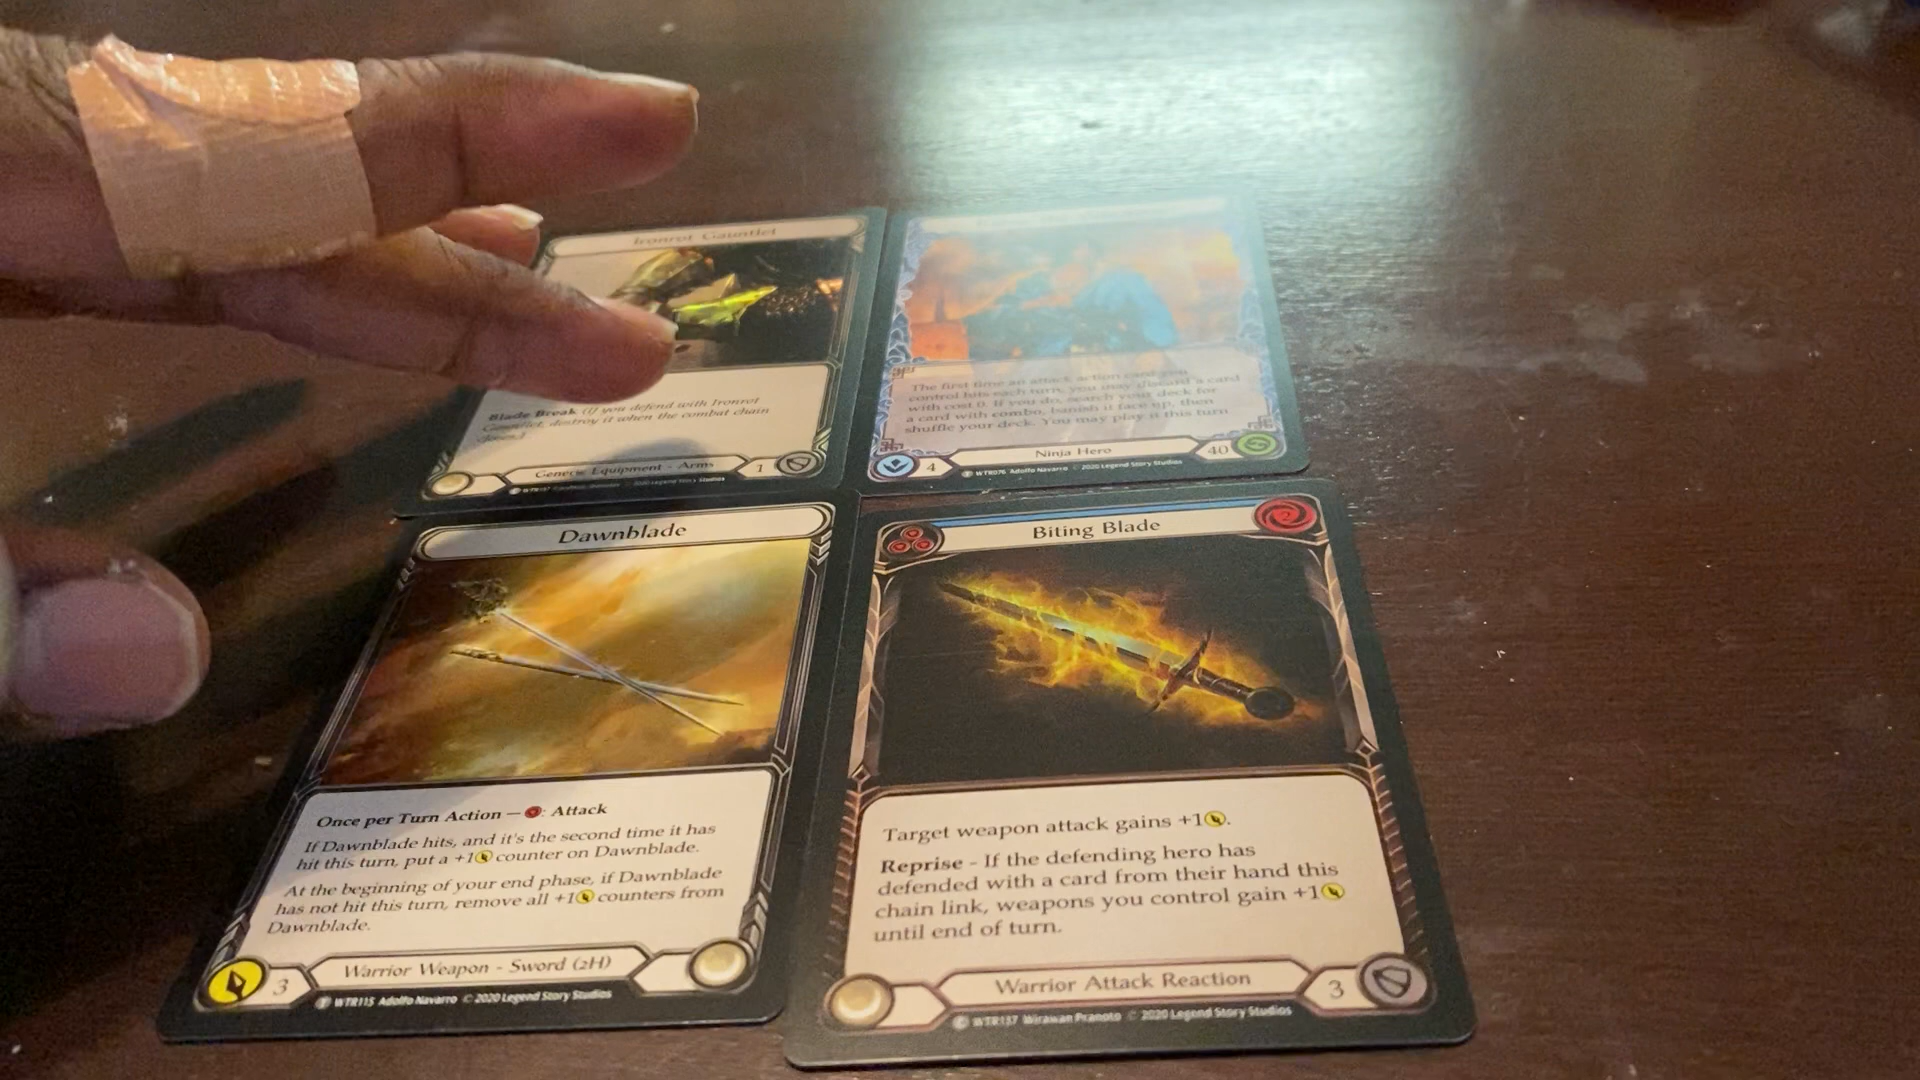 Ironrot Gauntlet
Blade Break (If you defend with Ironrot
Gauntlet, destroy it when the combat chain
closes.)
Generic Equipment - Arms
1
2020 Legend Story Studios
The first time an attack action card you
control hits each turn, you may discard a card
with cost 0. If you do, search your deck for
a card with combo, banish it face up, then
shuffle your deck. You may play it this turn.
4
Ninja Hero
40
WTR076 Adolfo Navarro © 2020 Legend Story Studios
Dawnblade
Once per Turn Action — : Attack
If Dawnblade hits, and it's the second time it has
hit this turn, put a +1 counter on Dawnblade.
At the beginning of your end phase, if Dawnblade
has not hit this turn, remove all +1 counters from
Dawnblade.
3
Warrior Weapon - Sword (2H)
T WTR115 Adolfo Navarro © 2020 Legend Story Studios
Biting Blade
2
Target weapon attack gains +1.
Reprise - If the defending hero has
defended with a card from their hand this
chain link, weapons you control gain +1
until end of turn.
Warrior Attack Reaction
3
C WTR137 Wirawan Pranoto © 2020 Legend Story Studios